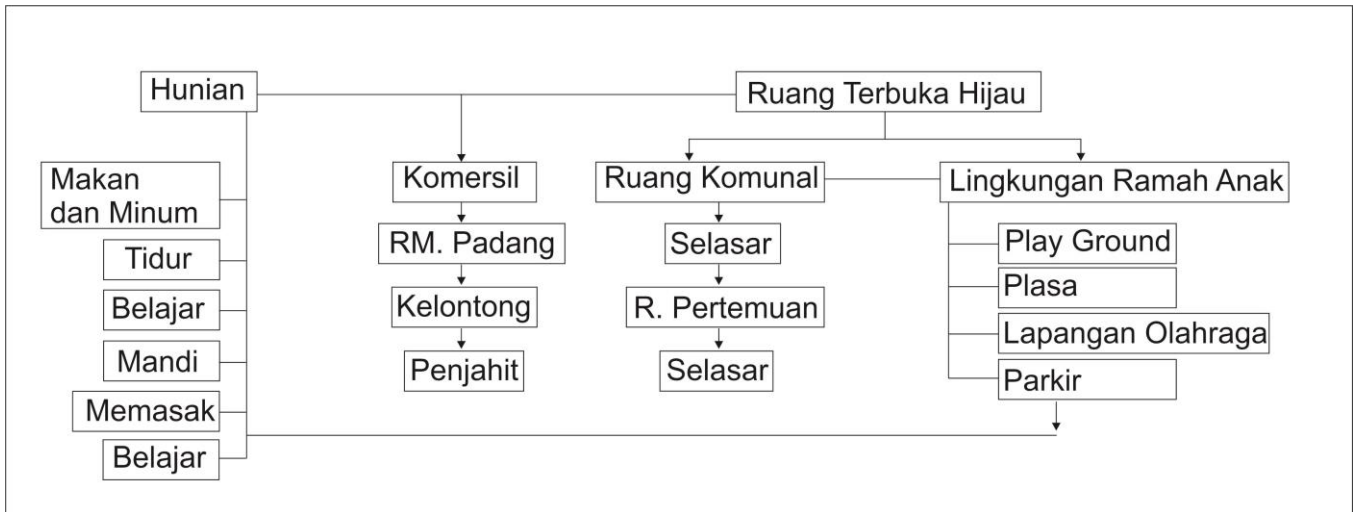 Hunian
Ruang Terbuka Hijau
Makan
dan Minum
Tidur
Belajar
Mandi
Memasak
Belajar
Komersil
RM. Padang
Kelontong
Penjahit
Ruang Komunal
Selasar
R. Pertemuan
Selasar
Lingkungan Ramah Anak
Play Ground
Plasa
Lapangan Olahraga
Parkir